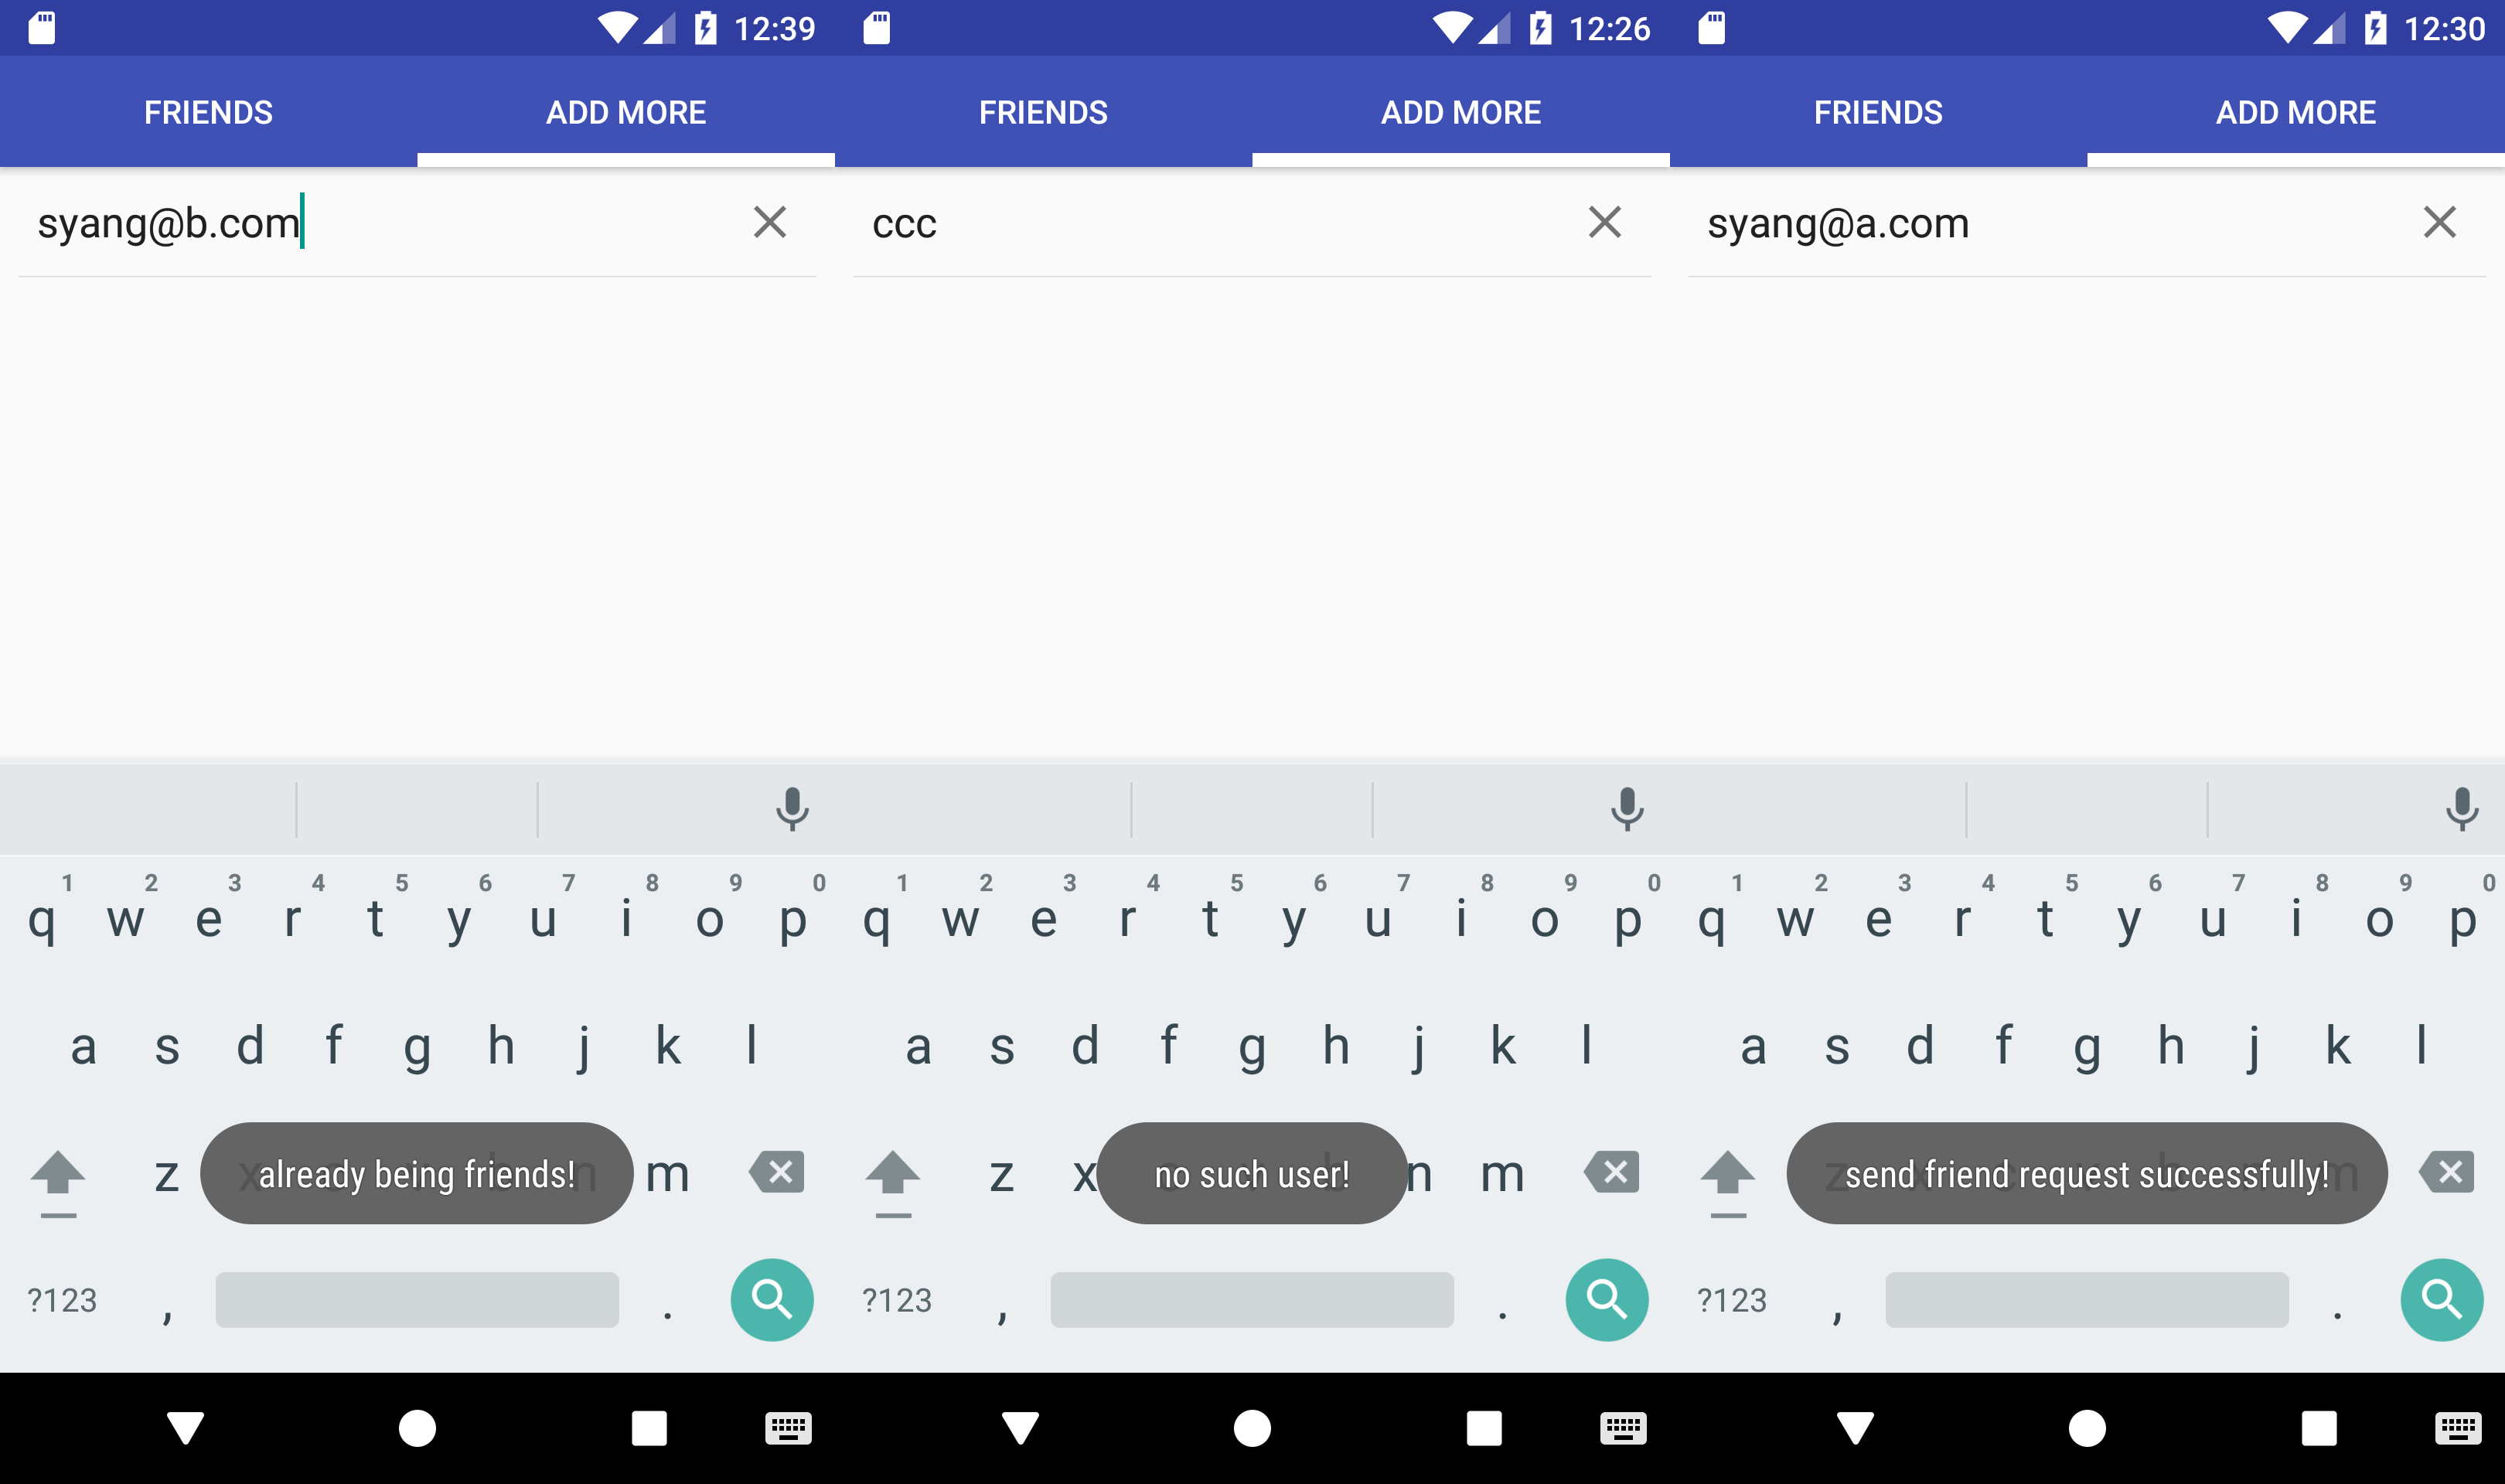 12:39
FRIENDS ADD MORE
syang@b.com
1 2 3 4 5 6 7 8 9 0
q w e r t y u i o p
a s d f g h j k l
z x n m
already being friends!
?123 , .
12:26
FRIENDS ADD MORE
ccc
1 2 3 4 5 6 7 8 9 0
q w e r t y u i o p
a s d f g h j k l
z x b n m
no such user!
?123 , .
12:30
FRIENDS ADD MORE
syang@a.com
1 2 3 4 5 6 7 8 9 0
q w e r t y u i o p
a s d f g h j k l
z m
send friend request successfully!
?123 , .